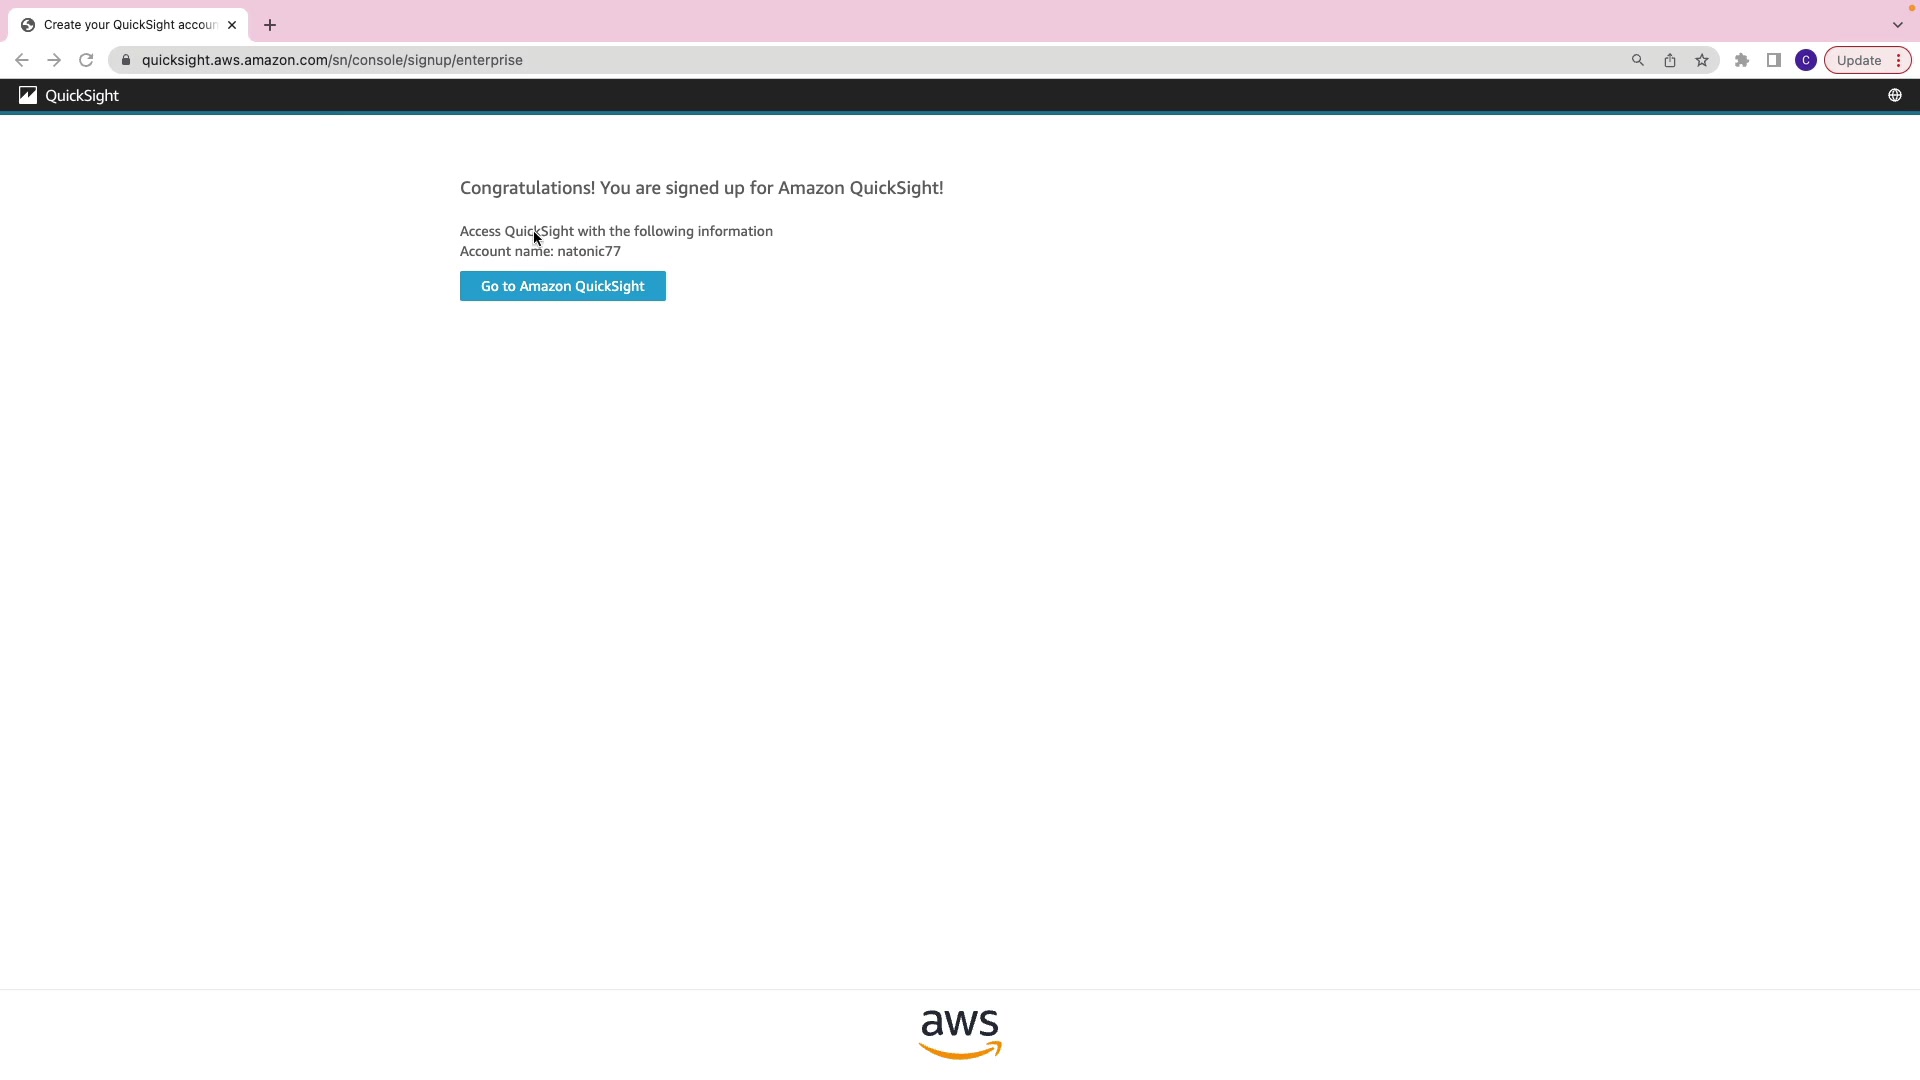 Create your QuickSight accoun
quicksight.aws.amazon.com/sn/console/signup/enterprise
C
Update
QuickSight
Congratulations! You are signed up for Amazon QuickSight!
Access QuickSight with the following information
Account name: natonic77
Go to Amazon QuickSight
aws